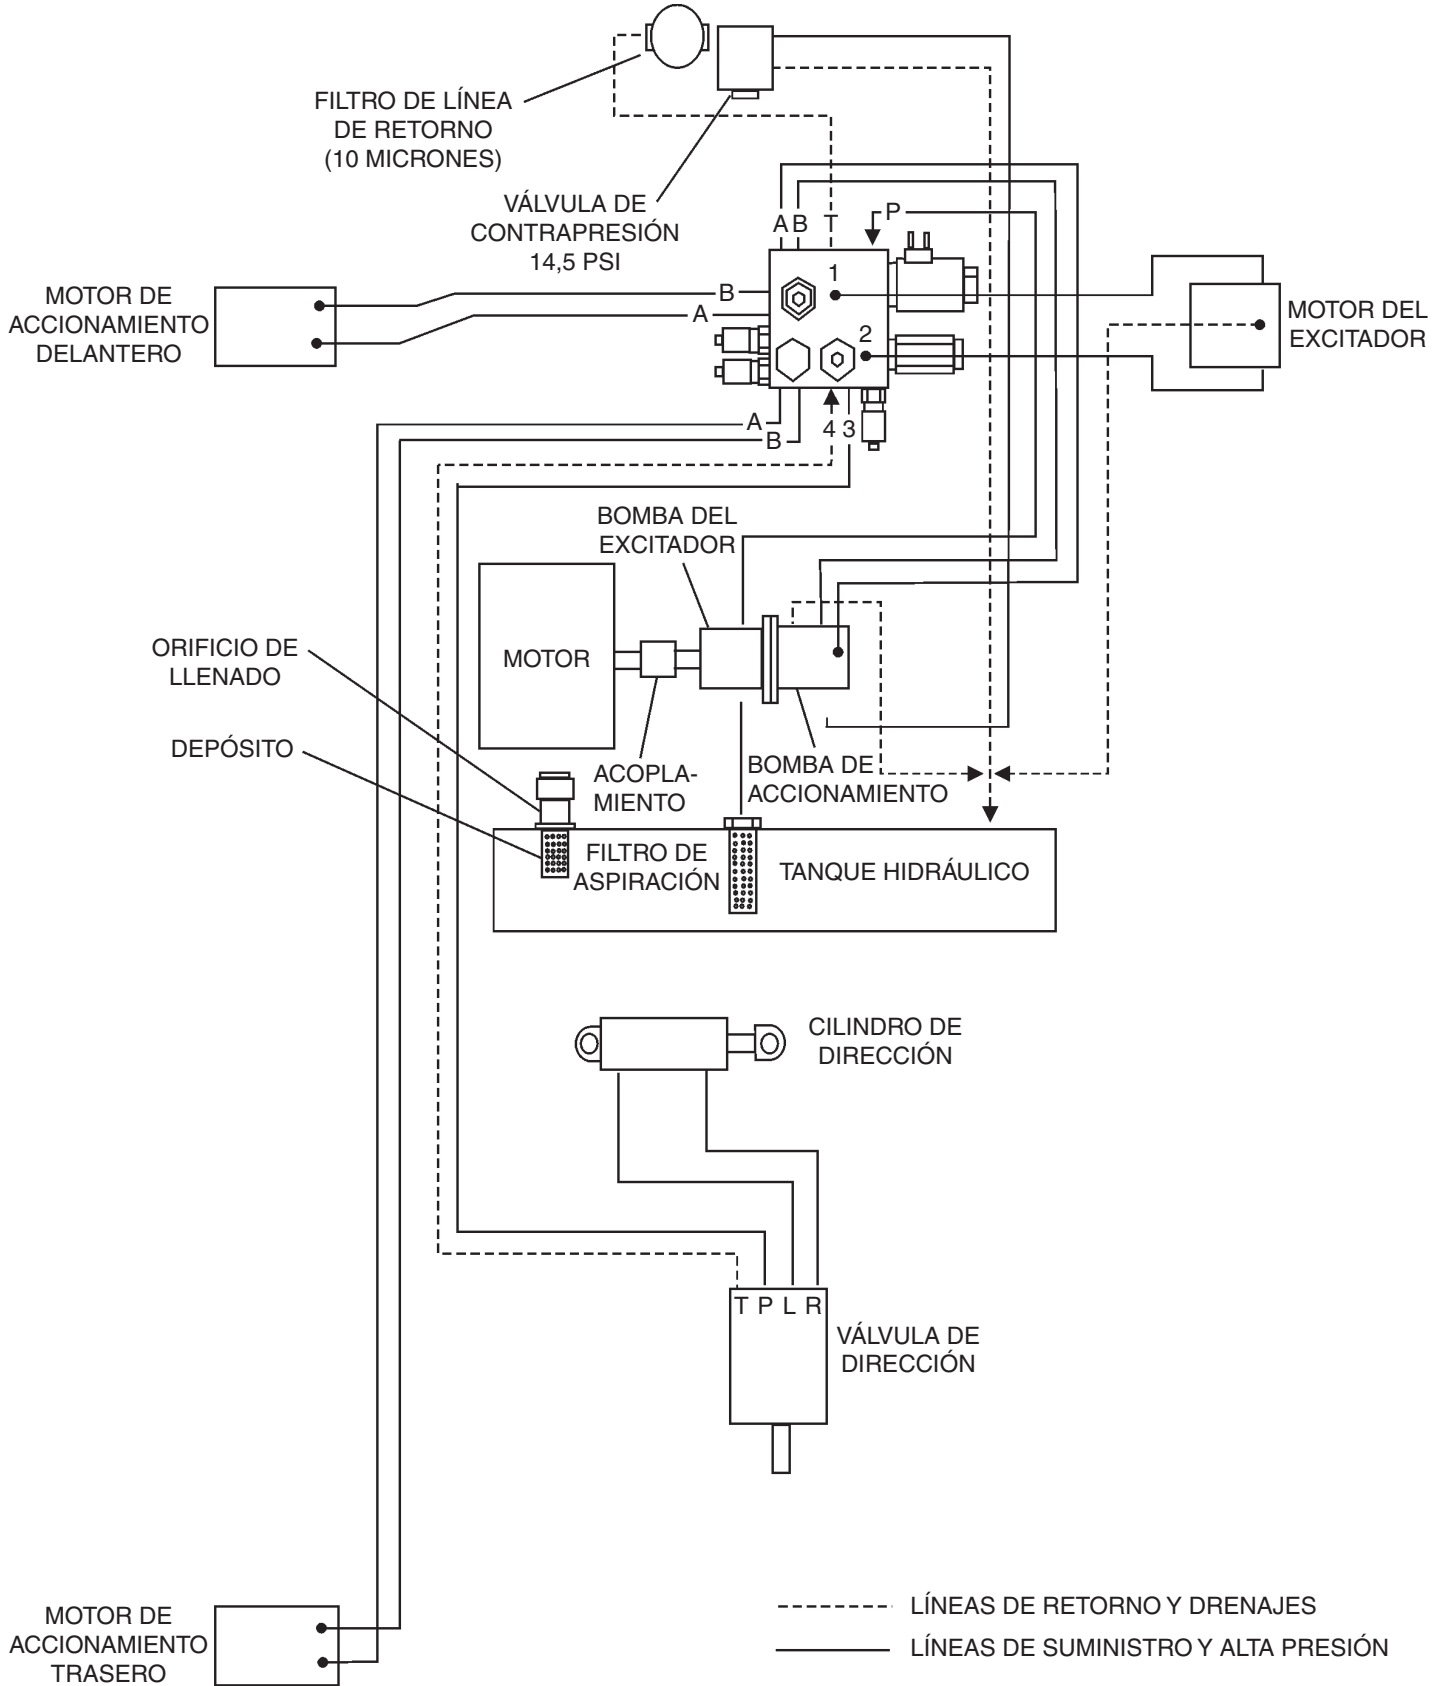 FILTRO DE LÍNEA
DE RETORNO
(10 MICRONES)
VÁLVULA DE
CONTRAPRESIÓN
14,5 PSI
A B T P
1
2
B
A
MOTOR DE
ACCIONAMIENTO
DELANTERO
MOTOR DEL
EXCITADOR
A
B
4 3
BOMBA DEL
EXCITADOR
ORIFICIO DE
LLENADO
MOTOR
DEPÓSITO
ACOPLA-
MIENTO
BOMBA DE
ACCIONAMIENTO
FILTRO DE
ASPIRACIÓN
TANQUE HIDRÁULICO
CILINDRO DE
DIRECCIÓN
T P L R
VÁLVULA DE
DIRECCIÓN
MOTOR DE
ACCIONAMIENTO
TRASERO
LÍNEAS DE RETORNO Y DRENAJES
LÍNEAS DE SUMINISTRO Y ALTA PRESIÓN